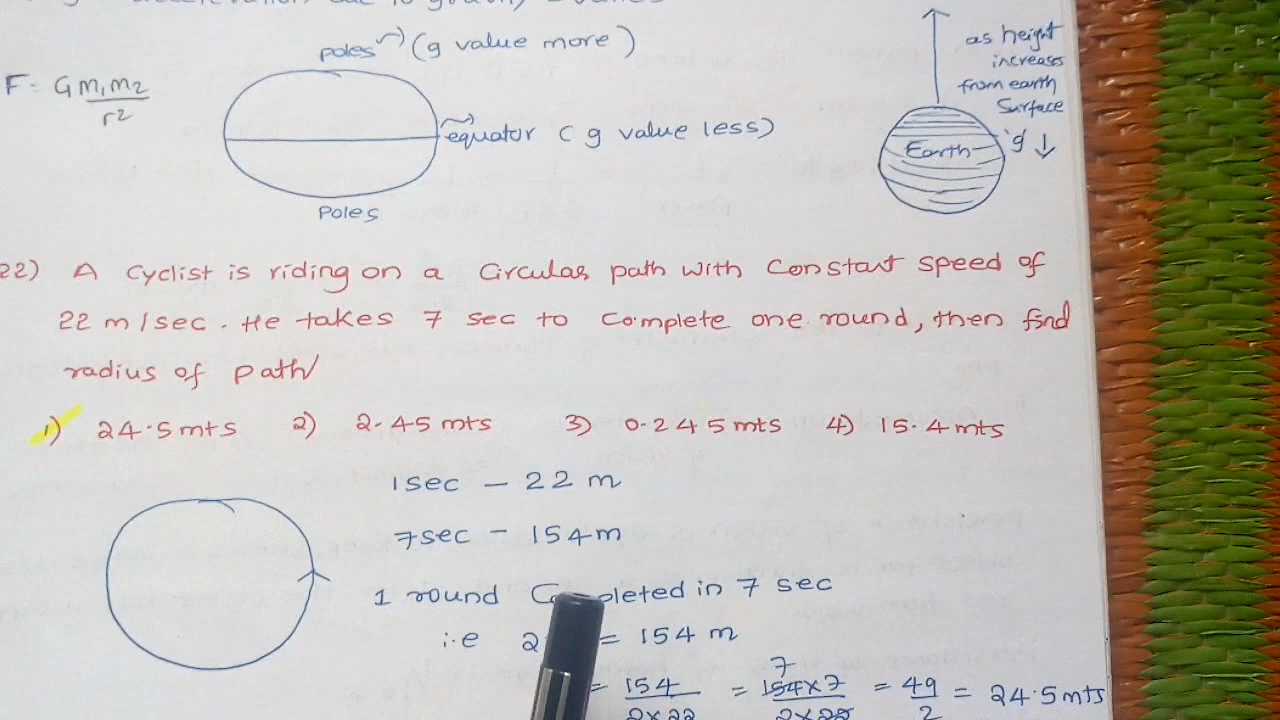 poles (g value more)
F = G m₁ m₂ / r²
equator (g value less)
Poles
as height
increases
from earth
Surface
'g' ↓
Earth
22) A cyclist is riding on a Circular path with Constant speed of
22 m/sec. He takes 7 sec to Complete one round, then find
radius of path
1) 24.5 mts 2) 2.45 mts 3) 0.245 mts 4) 15.4 mts
1sec – 22 m
7sec – 154 m
1 round in 7 sec
i.e = 154 m
= 154 / 2×22 = 7 154×7 / 2×22 = 49 / 2 = 24.5 mts